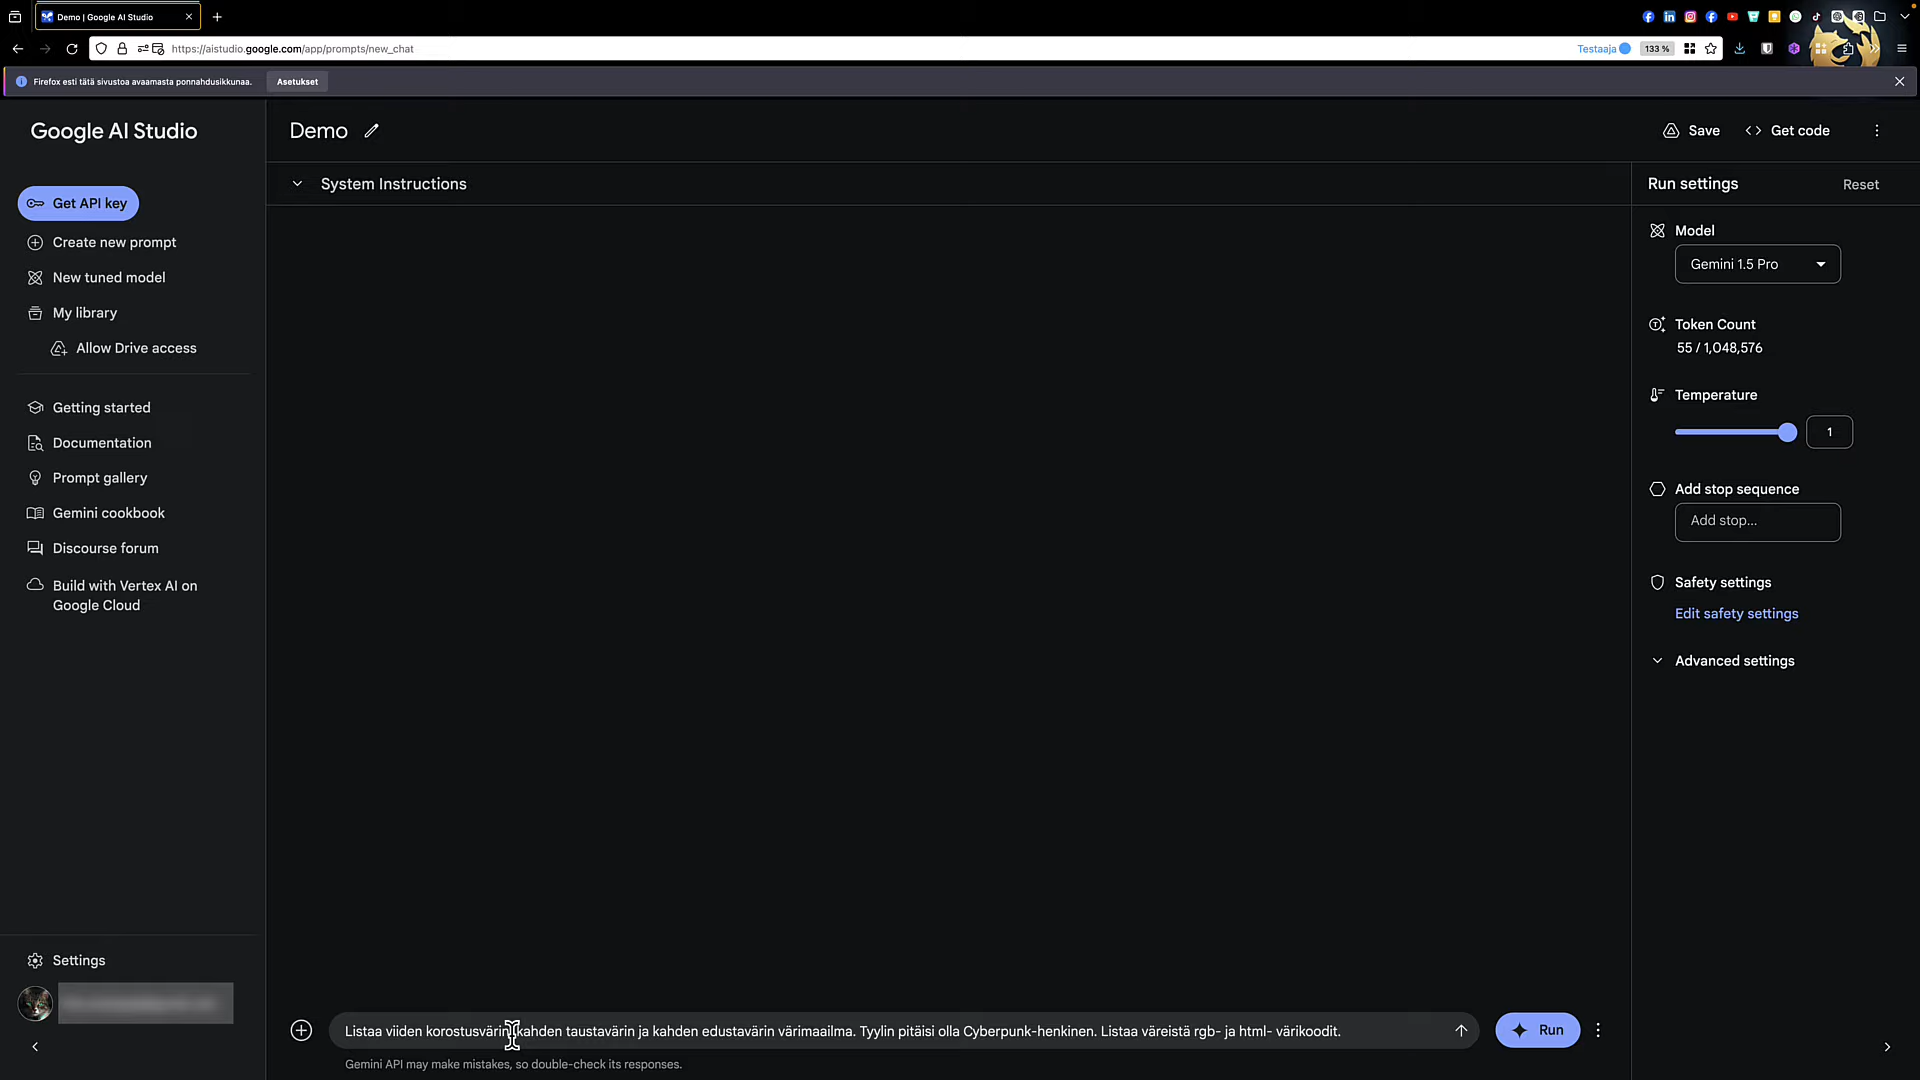 Demo | Google AI Studio
https://aistudio.google.com/app/prompts/new_chat
Testaaja
133 %
Firefox esti tätä sivustoa avaamasta ponnahdusikkunaa.
Asetukset
Google AI Studio
Get API key
Create new prompt
New tuned model
My library
Allow Drive access
Getting started
Documentation
Prompt gallery
Gemini cookbook
Discourse forum
Build with Vertex AI on
Google Cloud
Settings
Demo
Save
Get code
System Instructions
Listaa viiden korostusvärin, kahden taustavärin ja kahden edustavärin värimaailma. Tyylin pitäisi olla Cyberpunk-henkinen. Listaa väreistä rgb- ja html- värikoodit.
Run
Gemini API may make mistakes, so double-check its responses.
Run settings
Reset
Model
Gemini 1.5 Pro
Token Count
55 / 1,048,576
Temperature
1
Add stop sequence
Add stop...
Safety settings
Edit safety settings
Advanced settings